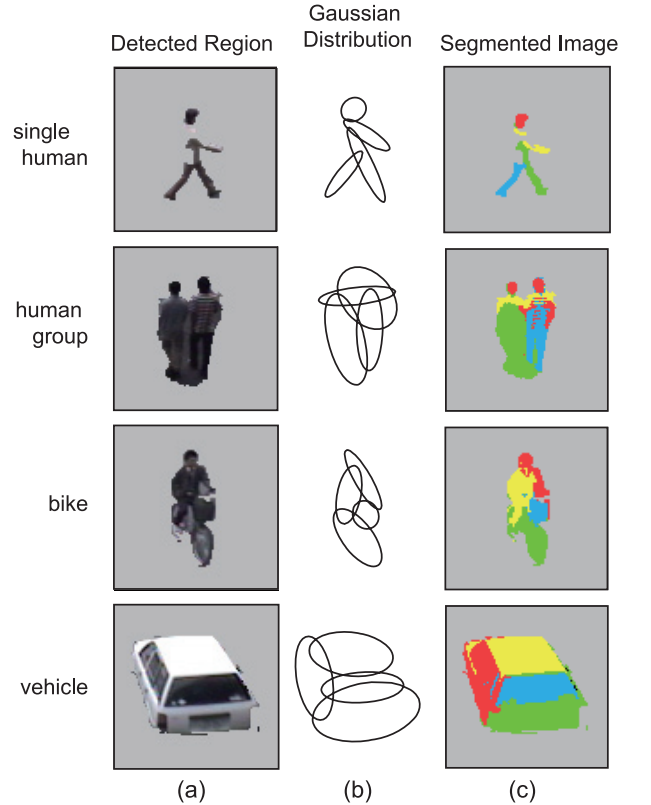 Detected Region
Gaussian
Distribution
Segmented Image
single
human
human
group
bike
vehicle
(a)
(b)
(c)